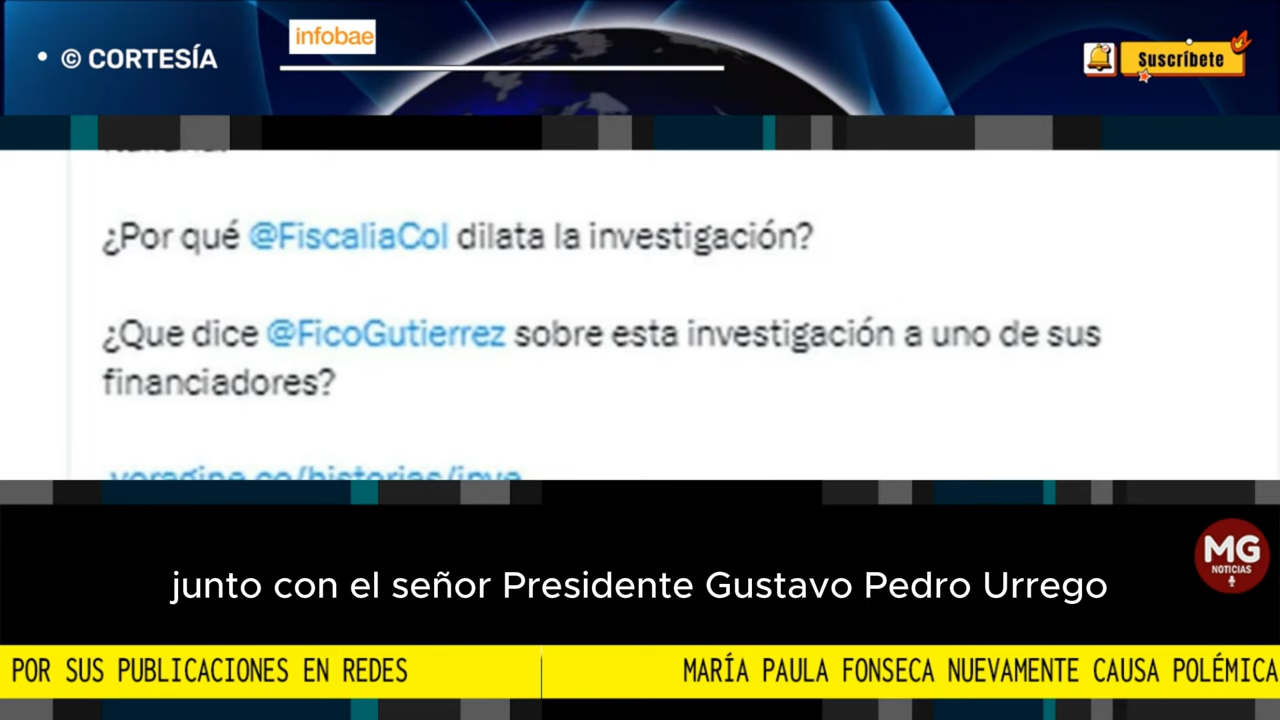 • © CORTESÍA
infobae
Suscríbete
¿Por qué @FiscaliaCol dilata la investigación?
¿Que dice @FicoGutierrez sobre esta investigación a uno de sus
financiadores?
MG
NOTICIAS
junto con el señor Presidente Gustavo Pedro Urrego
POR SUS PUBLICACIONES EN REDES
MARÍA PAULA FONSECA NUEVAMENTE CAUSA POLÉMICA